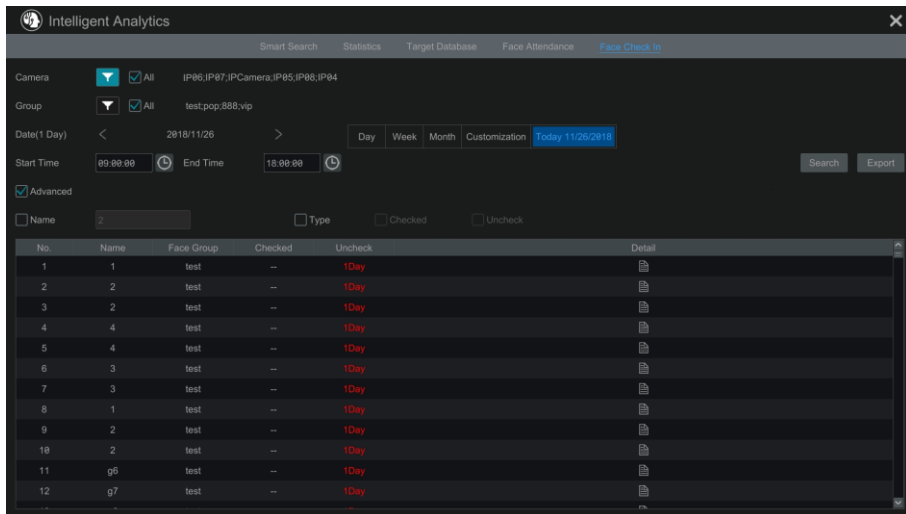 Intelligent Analytics
Smart Search Statistics Target Database Face Attendance Face Check In
Camera All IP06;IP07;IPCamera;IP05;IP08;IP04
Group All test;pop;888;vip
Date(1 Day) < 2018/11/26 > Day Week Month Customization Today 11/26/2018
Start Time 09:00:00 End Time 18:00:00 Search Export
Advanced
Name 2 Type Checked Uncheck
No. Name Face Group Checked Uncheck Detail
1 1 test -- 1Day
2 2 test -- 1Day
3 2 test -- 1Day
4 4 test -- 1Day
5 4 test -- 1Day
6 3 test -- 1Day
7 3 test -- 1Day
8 1 test -- 1Day
9 2 test -- 1Day
10 2 test -- 1Day
11 g6 test -- 1Day
12 g7 test -- 1Day